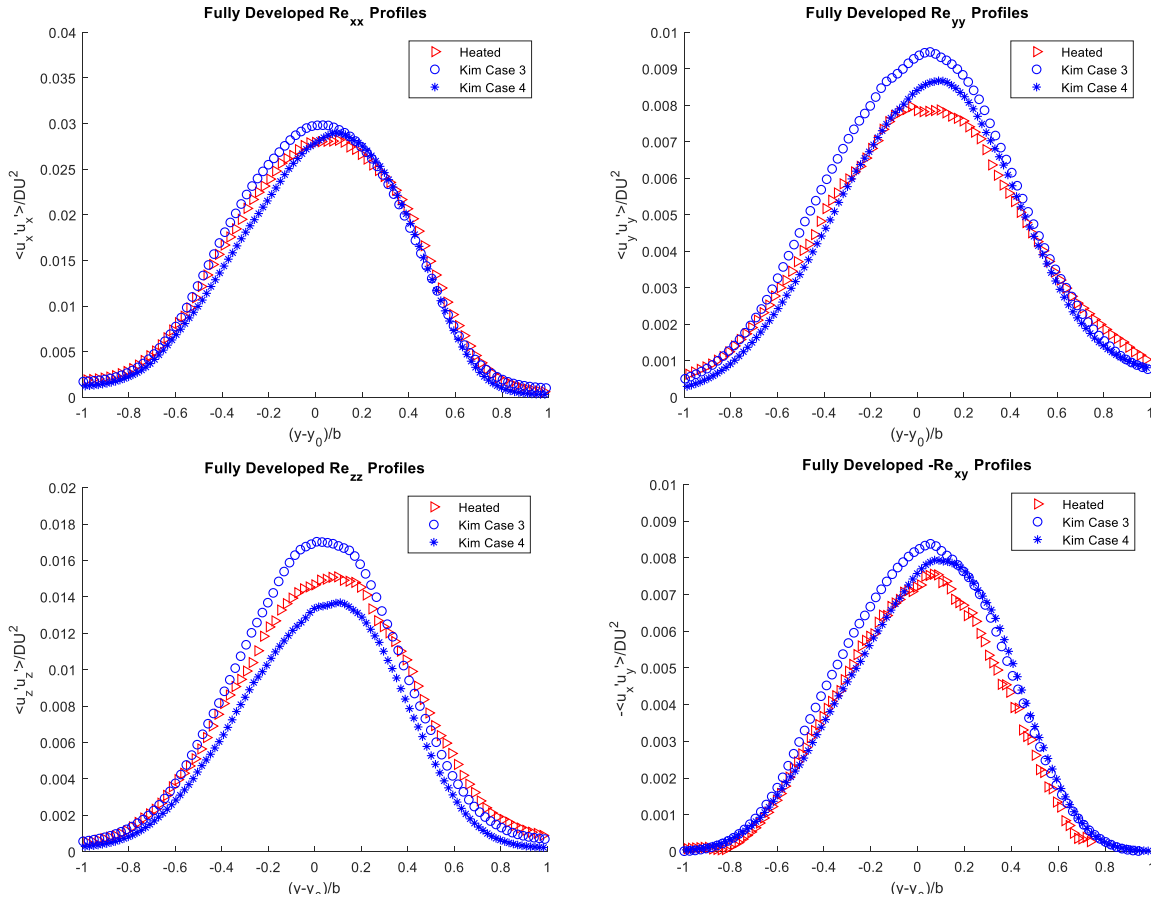 Fully Developed Re_xx Profiles
0.04
0.035
0.03
0.025
0.02
0.015
0.01
0.005
0
<u_x'u_x'>/DU^2
Heated
Kim Case 3
Kim Case 4
-1 -0.8 -0.6 -0.4 -0.2 0 0.2 0.4 0.6 0.8 1
(y-y_0)/b
Fully Developed Re_yy Profiles
0.01
0.009
0.008
0.007
0.006
0.005
0.004
0.003
0.002
0.001
0
<u_y'u_y'>/DU^2
Heated
Kim Case 3
Kim Case 4
-1 -0.8 -0.6 -0.4 -0.2 0 0.2 0.4 0.6 0.8 1
(y-y_0)/b
Fully Developed Re_zz Profiles
0.02
0.018
0.016
0.014
0.012
0.01
0.008
0.006
0.004
0.002
0
<u_z'u_z'>/DU^2
Heated
Kim Case 3
Kim Case 4
-1 -0.8 -0.6 -0.4 -0.2 0 0.2 0.4 0.6 0.8 1
(y-y_0)/b
Fully Developed -Re_xy Profiles
0.01
0.009
0.008
0.007
0.006
0.005
0.004
0.003
0.002
0.001
0
-<u_x'u_y'>/DU^2
Heated
Kim Case 3
Kim Case 4
-1 -0.8 -0.6 -0.4 -0.2 0 0.2 0.4 0.6 0.8 1
(y-y_0)/b